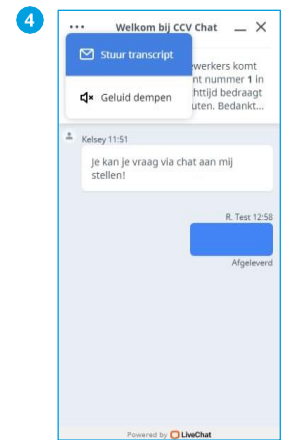 4
... Welkom bij CCV Chat
Stuur transcript
Geluid dempen
ewerkers komt
nt nummer 1 in
httijd bedraagt
uten. Bedankt...
Kelsey 11:51
Je kan je vraag via chat aan mij
stellen!
R. Test 12:58
Afgeleverd
Powered by LiveChat